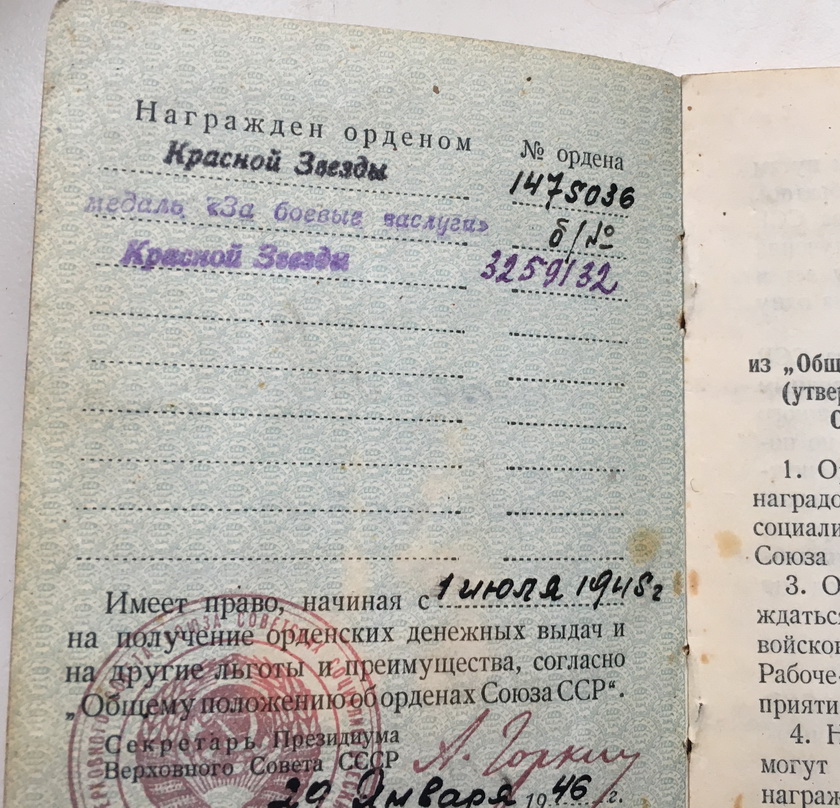 Награжден орденом № ордена
Красной Звезды 1475036
медаль «За боевые заслуги» б/№
Красной Звезды 3259132
Имеет право, начиная с 1 июля 1945 г
на получение орденских денежных выдач и
на другие льготы и преимущества, согласно
„Общему положению об орденах Союза ССР“.
Секретарь Президиума
Верховного Совета СССР А. Горкин
29 Января 1946 г.
из „Общ
(утвер
О
1. О
наградо
социали
Союза
3. О
ждатьс
войско
Рабоче-
прияти
4. Н
могут
наград